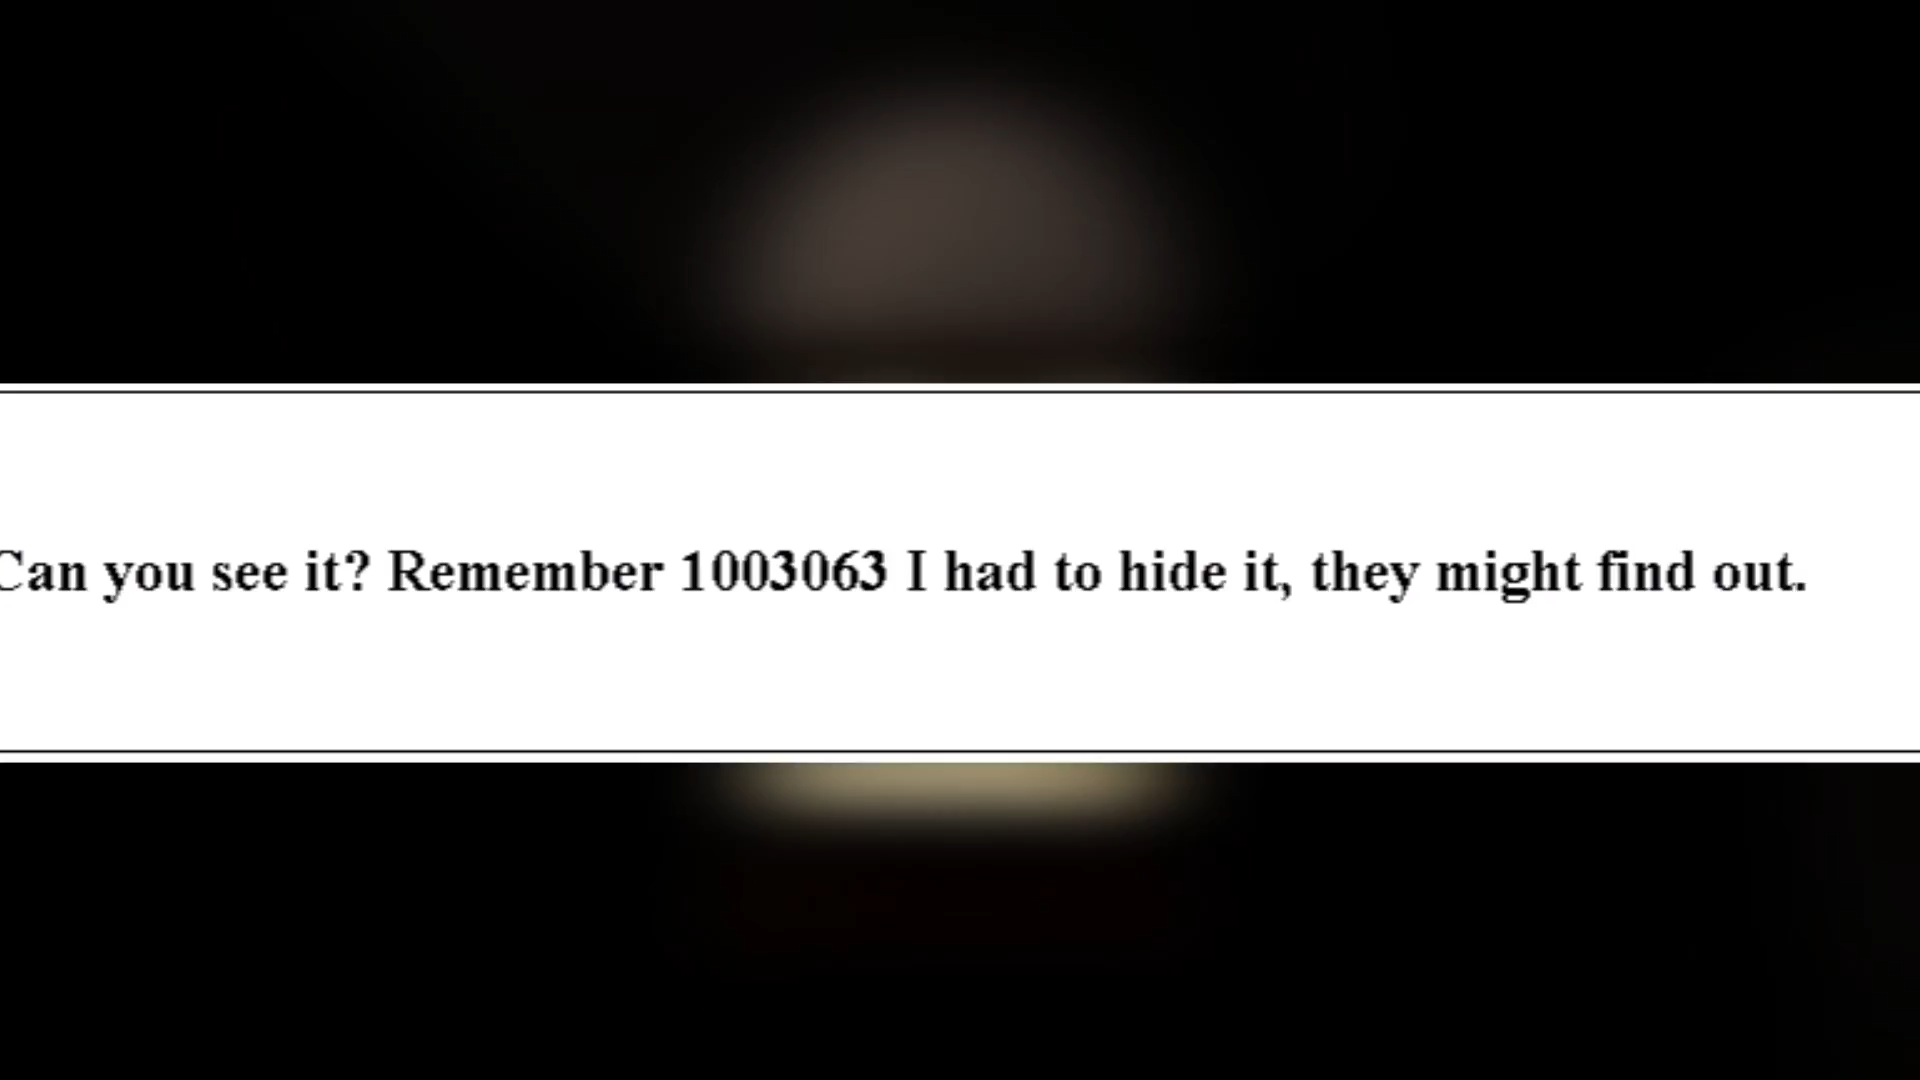 Can you see it? Remember 1003063 I had to hide it, they might find out.